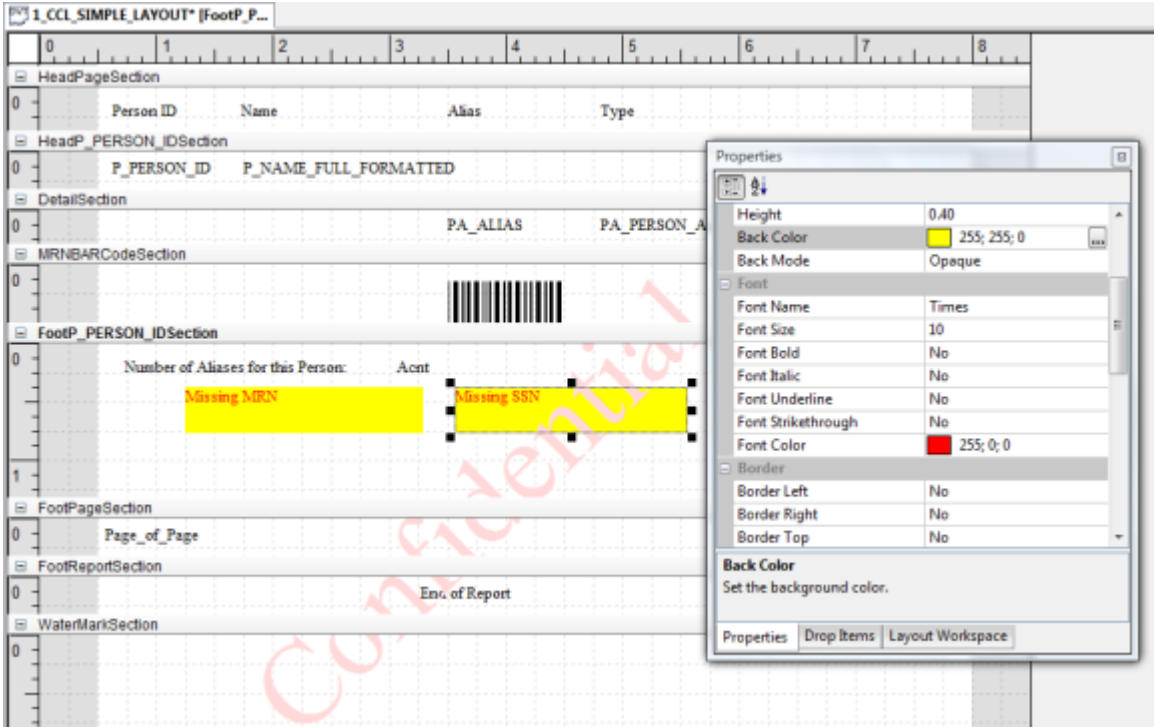 1_CCL_SIMPLE_LAYOUT* [FootP_P...
0 1 2 3 4 5 6 7 8
HeadPageSection
0
Person ID Name Alias Type
HeadP_PERSON_IDSection
0
P_PERSON_ID P_NAME_FULL_FORMATTED
DetailSection
0
PA_ALIAS PA_PERSON_A
MRNBARCodeSection
0
FootP_PERSON_IDSection
0
Number of Aliases for this Person: Acnt
Missing MRN Missing SSN
1
FootPageSection
0
Page_of_Page
FootReportSection
0
End of Report
WaterMarkSection
0
Confidential
Properties
Height 0.40
Back Color 255; 255; 0 ...
Back Mode Opaque
Font
Font Name Times
Font Size 10
Font Bold No
Font Italic No
Font Underline No
Font Strikethrough No
Font Color 255; 0; 0
Border
Border Left No
Border Right No
Border Top No
Back Color
Set the background color.
Properties Drop Items Layout Workspace